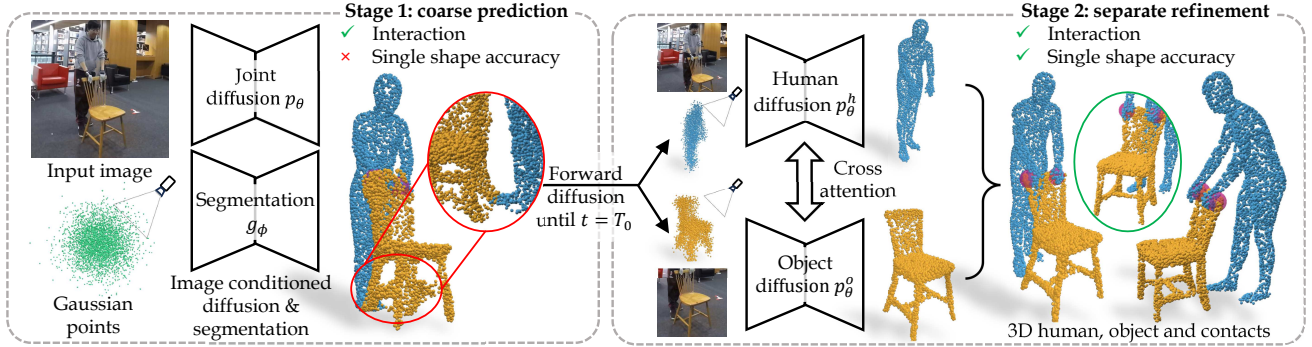 Stage 1: coarse prediction
✓ Interaction
× Single shape accuracy
Input image
Gaussian
points
Joint
diffusion pθ
Segmentation
gϕ
Image conditioned
diffusion &
segmentation
Forward
diffusion
until t = T₀
Stage 2: separate refinement
✓ Interaction
✓ Single shape accuracy
Human
diffusion pθʰ
Cross
attention
Object
diffusion pθᵒ
3D human, object and contacts